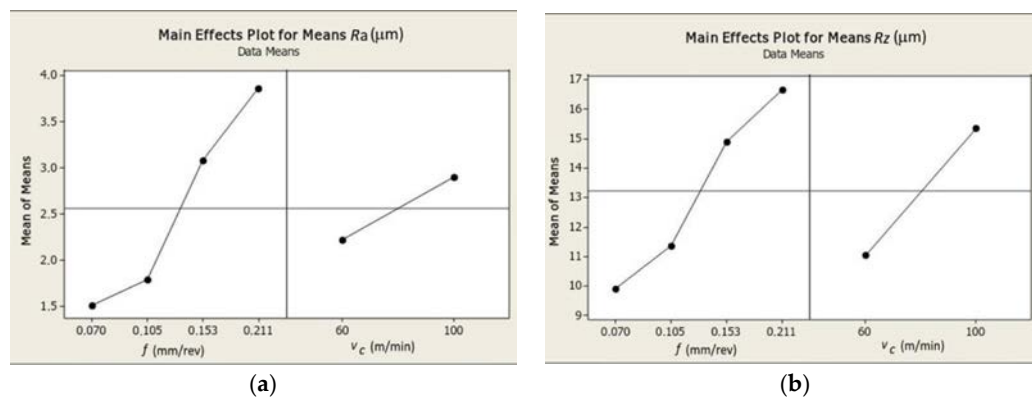 Main Effects Plot for Means Ra (μm)
Data Means
Mean of Means
4.0
3.5
3.0
2.5
2.0
1.5
0.070 0.105 0.153 0.211 60 100
f (mm/rev) v c (m/min)
(a)
Main Effects Plot for Means Rz (μm)
Data Means
Mean of Means
17
16
15
14
13
12
11
10
9
0.070 0.105 0.153 0.211 60 100
f (mm/rev) v c (m/min)
(b)